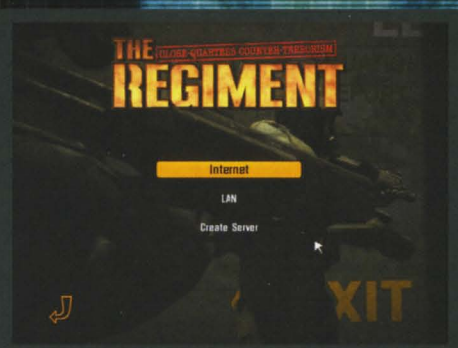 THE
CLOSE-QUARTERS COUNTER-TERRORISM
REGIMENT
Internet
LAN
Create Server
XIT